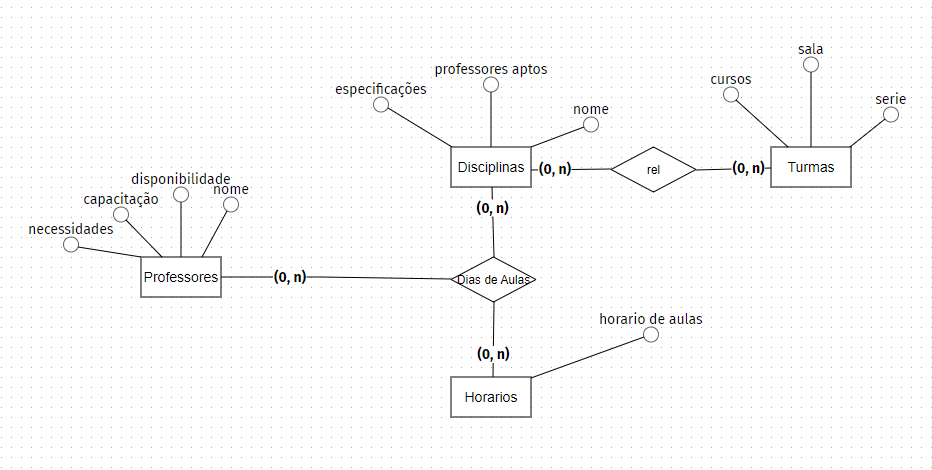 sala
professores aptos
cursos
especificações
serie
nome
Disciplinas
(0, n)
rel
(0, n)
Turmas
disponibilidade
nome
capacitação
(0, n)
necessidades
Professores
(0, n)
Dias de Aulas
horario de aulas
(0, n)
Horarios